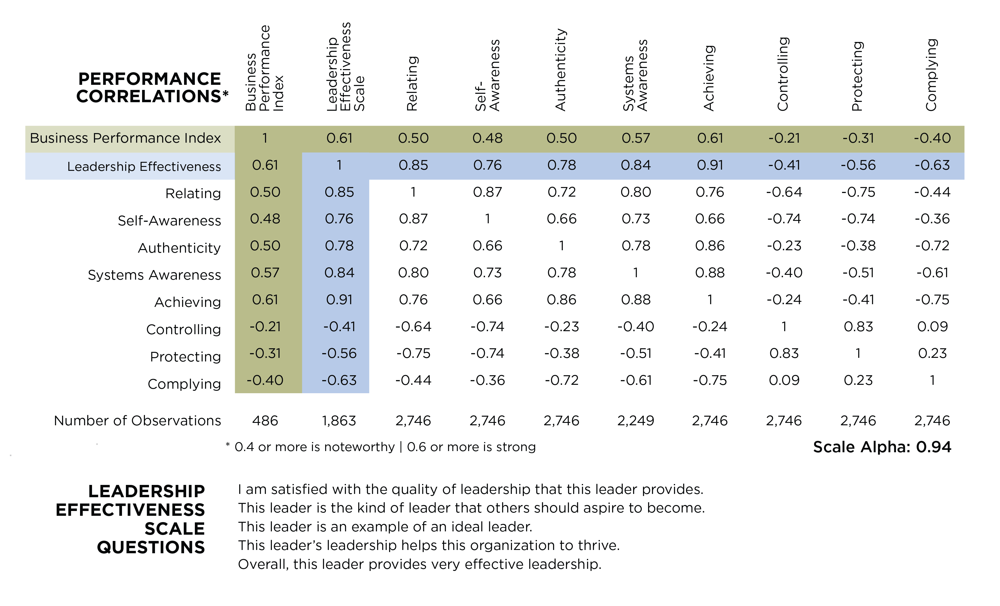 PERFORMANCE
CORRELATIONS*
Business
Performance
Index
Leadership
Effectiveness
Scale
Relating
Self-
Awareness
Authenticity
Systems
Awareness
Achieving
Controlling
Protecting
Complying
Business Performance Index 1 0.61 0.50 0.48 0.50 0.57 0.61 -0.21 -0.31 -0.40
Leadership Effectiveness 0.61 1 0.85 0.76 0.78 0.84 0.91 -0.41 -0.56 -0.63
Relating 0.50 0.85 1 0.87 0.72 0.80 0.76 -0.64 -0.75 -0.44
Self-Awareness 0.48 0.76 0.87 1 0.66 0.73 0.66 -0.74 -0.74 -0.36
Authenticity 0.50 0.78 0.72 0.66 1 0.78 0.86 -0.23 -0.38 -0.72
Systems Awareness 0.57 0.84 0.80 0.73 0.78 1 0.88 -0.40 -0.51 -0.61
Achieving 0.61 0.91 0.76 0.66 0.86 0.88 1 -0.24 -0.41 -0.75
Controlling -0.21 -0.41 -0.64 -0.74 -0.23 -0.40 -0.24 1 0.83 0.09
Protecting -0.31 -0.56 -0.75 -0.74 -0.38 -0.51 -0.41 0.83 1 0.23
Complying -0.40 -0.63 -0.44 -0.36 -0.72 -0.61 -0.75 0.09 0.23 1
Number of Observations 486 1,863 2,746 2,746 2,746 2,249 2,746 2,746 2,746 2,746
* 0.4 or more is noteworthy | 0.6 or more is strong
Scale Alpha: 0.94
LEADERSHIP
EFFECTIVENESS
SCALE
QUESTIONS
I am satisfied with the quality of leadership that this leader provides.
This leader is the kind of leader that others should aspire to become.
This leader is an example of an ideal leader.
This leader’s leadership helps this organization to thrive.
Overall, this leader provides very effective leadership.